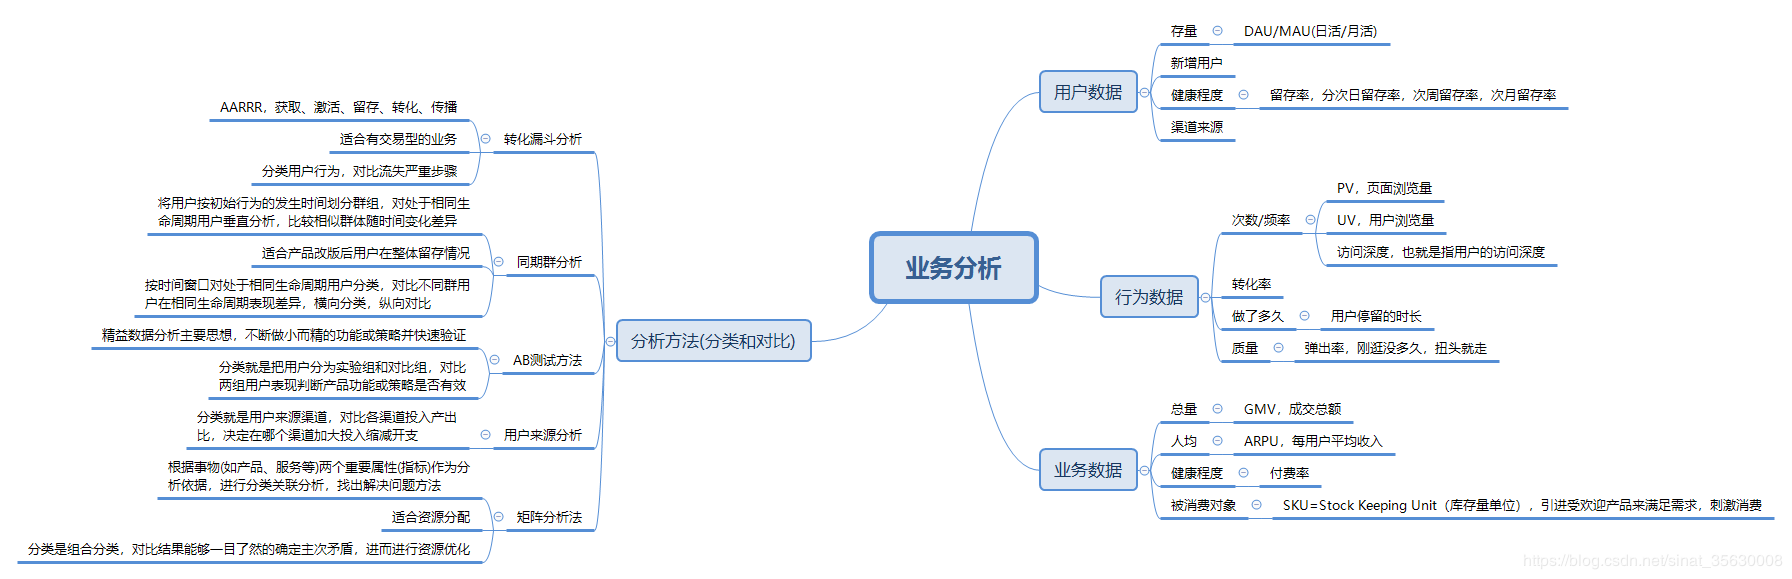 业务分析
用户数据
存量
DAU/MAU(日活/月活)
新增用户
健康程度
留存率，分次日留存率，次周留存率，次月留存率
渠道来源
行为数据
次数/频率
PV，页面浏览量
UV，用户浏览量
访问深度，也就是指用户的访问深度
转化率
做了多久
用户停留的时长
质量
弹出率，刚逛没多久，扭头就走
业务数据
总量
GMV，成交总额
人均
ARPU，每用户平均收入
健康程度
付费率
被消费对象
SKU=Stock Keeping Unit（库存量单位），引进受欢迎产品来满足需求，刺激消费
分析方法(分类和对比)
转化漏斗分析
AARRR，获取、激活、留存、转化、传播
适合有交易型的业务
分类用户行为，对比流失严重步骤
同期群分析
将用户按初始行为的发生时间划分群组，对处于相同生
命周期用户垂直分析，比较相似群体随时间变化差异
适合产品改版后用户在整体留存情况
按时间窗口对处于相同生命周期用户分类，对比不同群用
户在相同生命周期表现差异，横向分类，纵向对比
AB测试方法
精益数据分析主要思想，不断做小而精的功能或策略并快速验证
分类就是把用户分为实验组和对比组，对比
两组用户表现判断产品功能或策略是否有效
用户来源分析
分类就是用户来源渠道，对比各渠道投入产出
比，决定在哪个渠道加大投入缩减开支
矩阵分析法
根据事物(如产品、服务等)两个重要属性(指标)作为分
析依据，进行分类关联分析，找出解决问题方法
适合资源分配
分类是组合分类，对比结果能够一目了然的确定主次矛盾，进而进行资源优化
https://blog.csdn.net/sinat_35630008